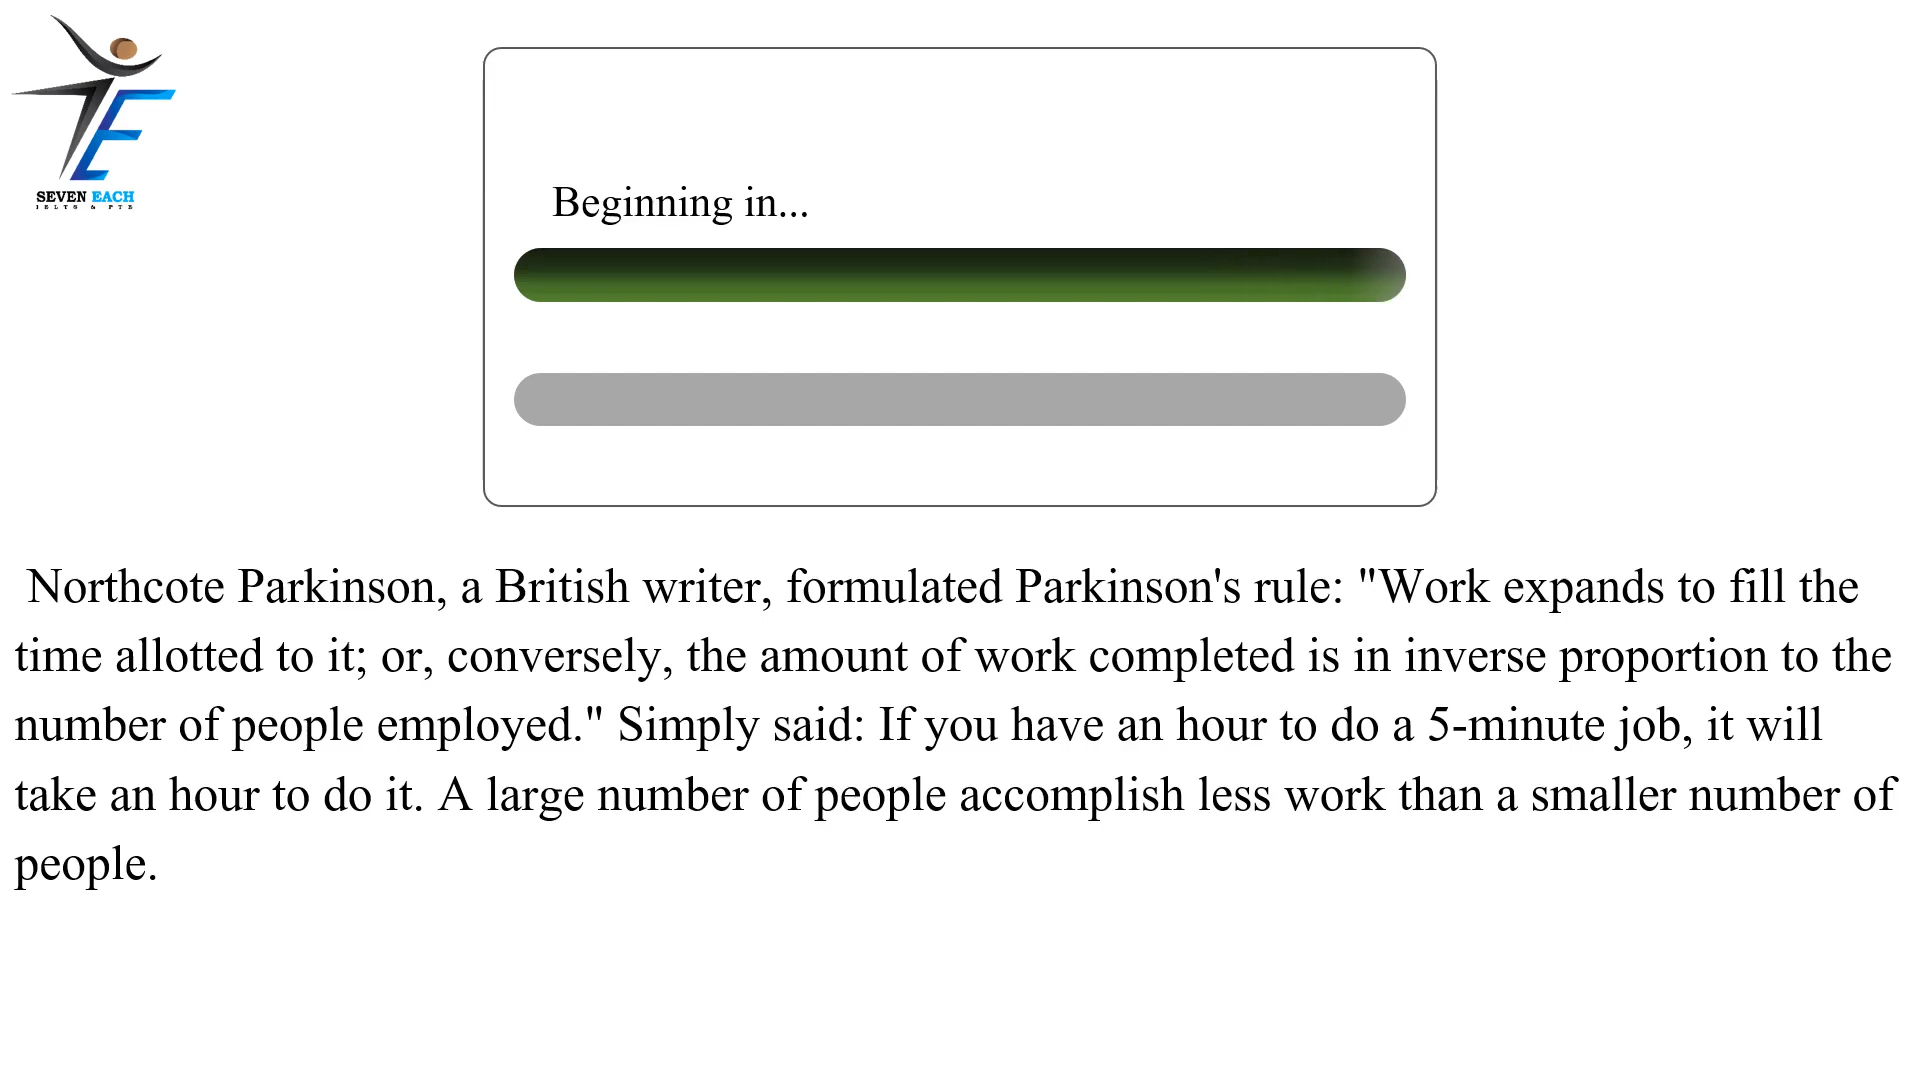 SEVEN EACH
IELTS & PTE
Beginning in...
Northcote Parkinson, a British writer, formulated Parkinson's rule: "Work expands to fill the
time allotted to it; or, conversely, the amount of work completed is in inverse proportion to the
number of people employed." Simply said: If you have an hour to do a 5-minute job, it will
take an hour to do it. A large number of people accomplish less work than a smaller number of
people.